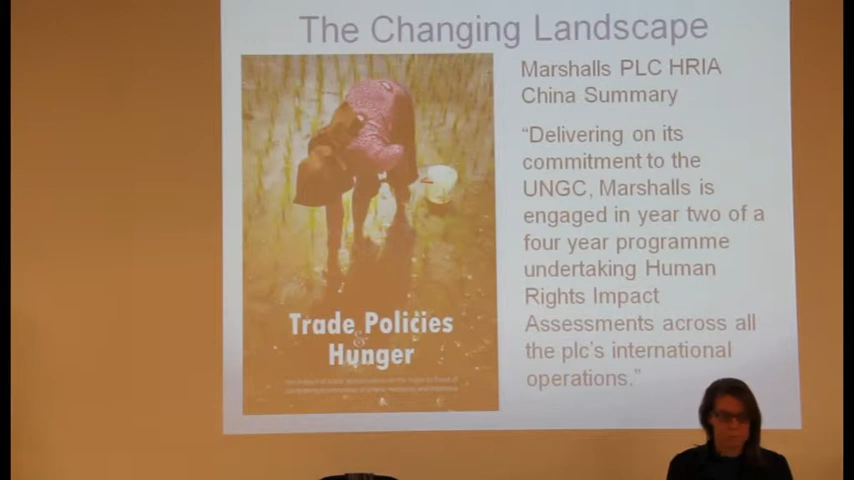 The Changing Landscape
Trade Policies
&
Hunger
Marshalls PLC HRIA
China Summary
“Delivering on its
commitment to the
UNGC, Marshalls is
engaged in year two of a
four year programme
undertaking Human
Rights Impact
Assessments across all
the plc’s international
operations.”